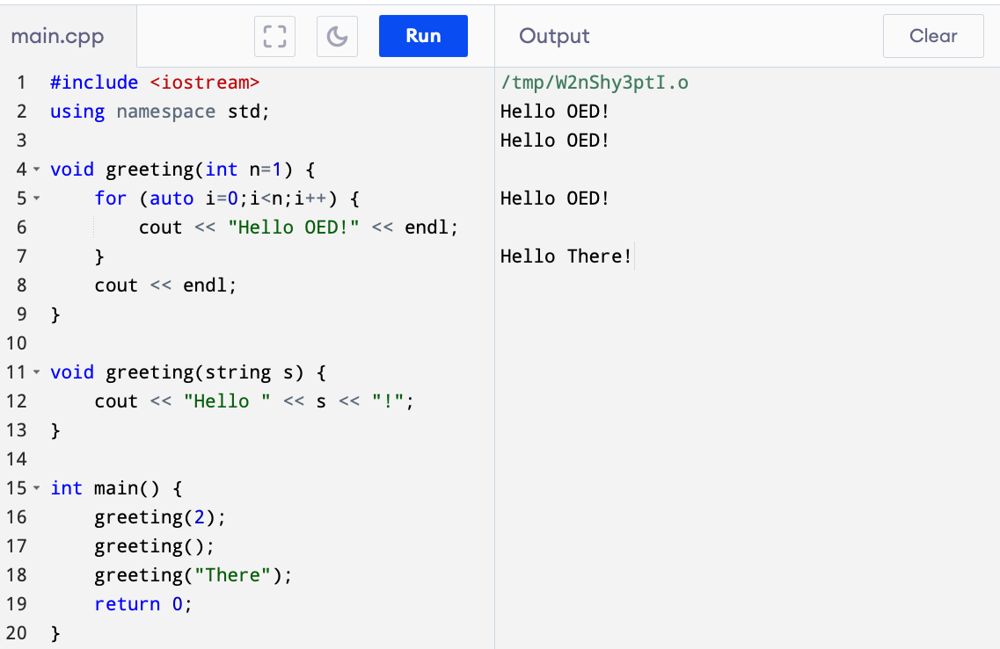 main.cpp Run Output Clear
1 #include <iostream>
2 using namespace std;
3
4 void greeting(int n=1) {
5     for (auto i=0;i<n;i++) {
6         cout << "Hello OED!" << endl;
7     }
8     cout << endl;
9 }
10
11 void greeting(string s) {
12     cout << "Hello " << s << "!";
13 }
14
15 int main() {
16     greeting(2);
17     greeting();
18     greeting("There");
19     return 0;
20 }
/tmp/W2nShy3ptI.o
Hello OED!
Hello OED!

Hello OED!

Hello There!